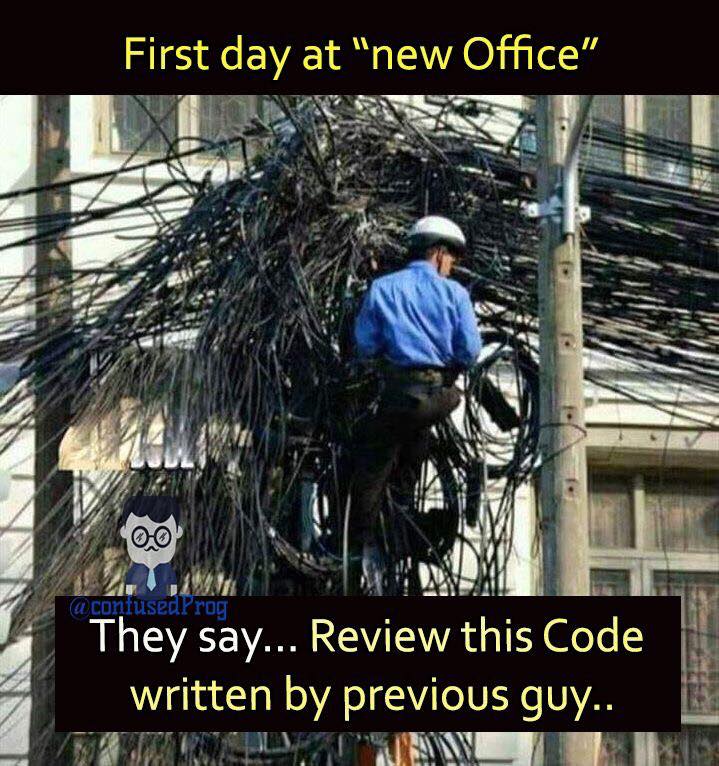 First day at “new Office”
@confusedProg
They say... Review this Code
written by previous guy..